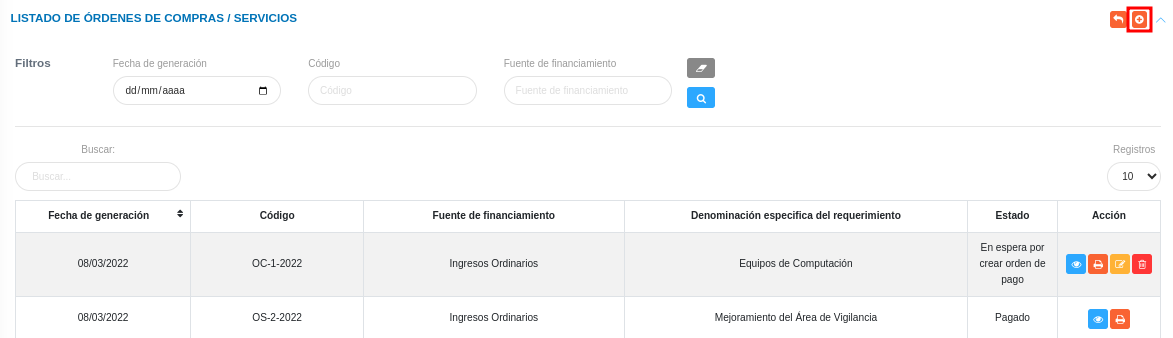 LISTADO DE ÓRDENES DE COMPRAS / SERVICIOS
Filtros
Fecha de generación
Código
Fuente de financiamiento
dd/mm/aaaa
Código
Fuente de financiamiento
Buscar:
Registros
Buscar...
10
Fecha de generación
Código
Fuente de financiamiento
Denominación especifica del requerimiento
Estado
Acción
08/03/2022
OC-1-2022
Ingresos Ordinarios
Equipos de Computación
En espera por
crear orden de
pago
08/03/2022
OS-2-2022
Ingresos Ordinarios
Mejoramiento del Área de Vigilancia
Pagado